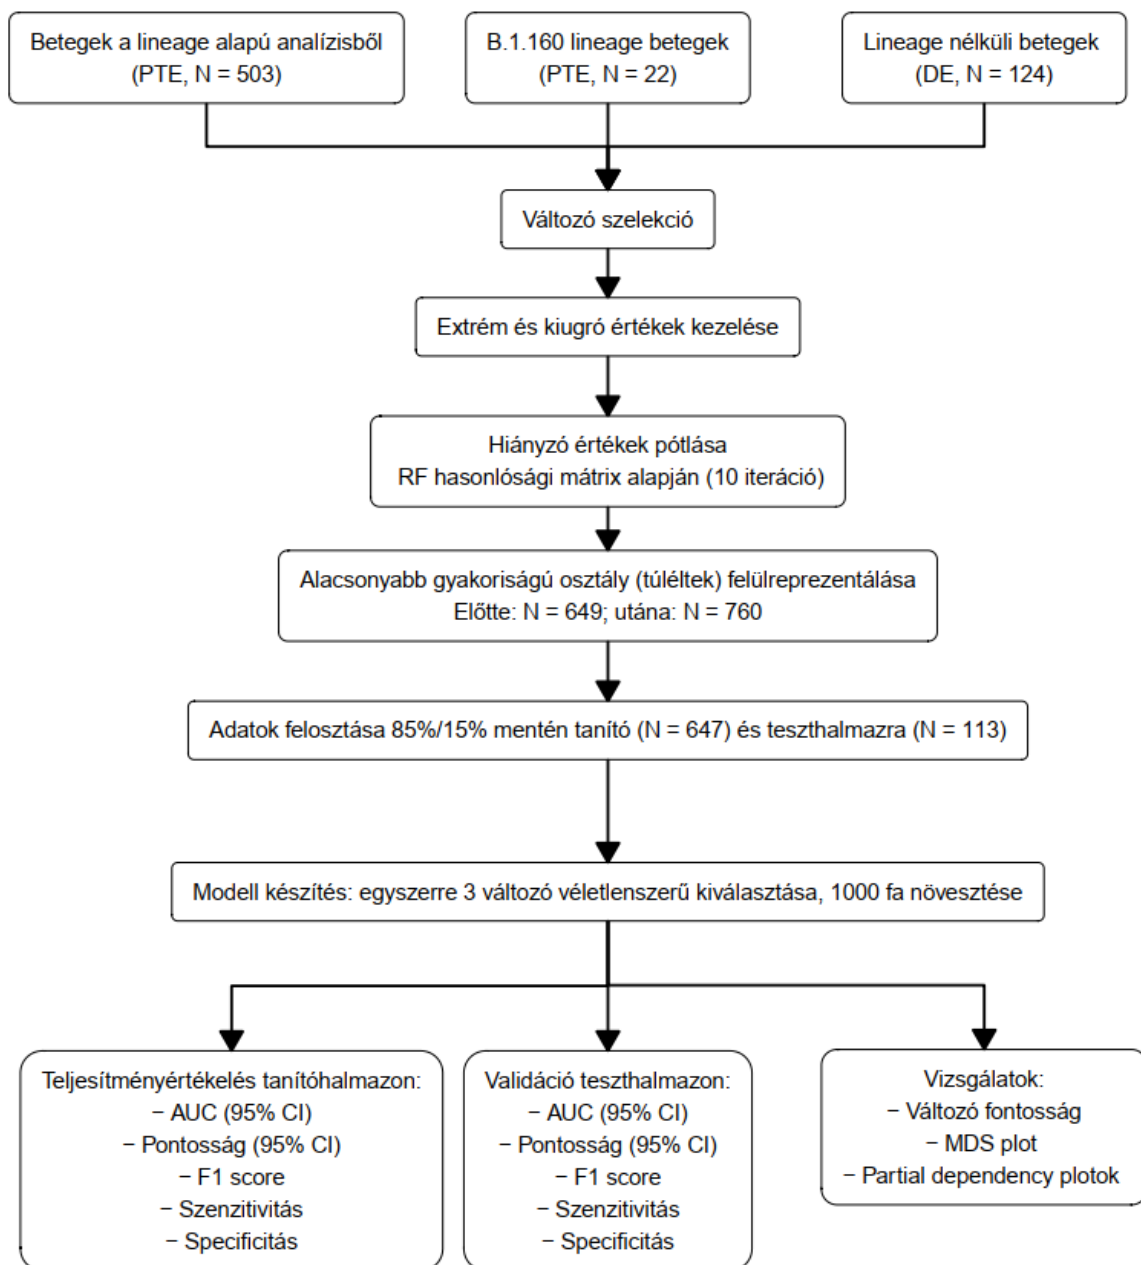 Betegek a lineage alapú analízisből
(PTE, N = 503)
B.1.160 lineage betegek
(PTE, N = 22)
Lineage nélküli betegek
(DE, N = 124)
Változó szelekció
Extrém és kiugró értékek kezelése
Hiányzó értékek pótlása
RF hasonlósági mátrix alapján (10 iteráció)
Alacsonyabb gyakoriságú osztály (túléltek) felülreprezentálása
Előtte: N = 649; utána: N = 760
Adatok felosztása 85%/15% mentén tanító (N = 647) és teszthalmazra (N = 113)
Modell készítés: egyszerre 3 változó véletlenszerű kiválasztása, 1000 fa növesztése
Teljesítményértékelés tanítóhalmazon:
− AUC (95% CI)
− Pontosság (95% CI)
− F1 score
− Szenzitivitás
− Specificitás
Validáció teszthalmazon:
− AUC (95% CI)
− Pontosság (95% CI)
− F1 score
− Szenzitivitás
− Specificitás
Vizsgálatok:
− Változó fontosság
− MDS plot
− Partial dependency plotok